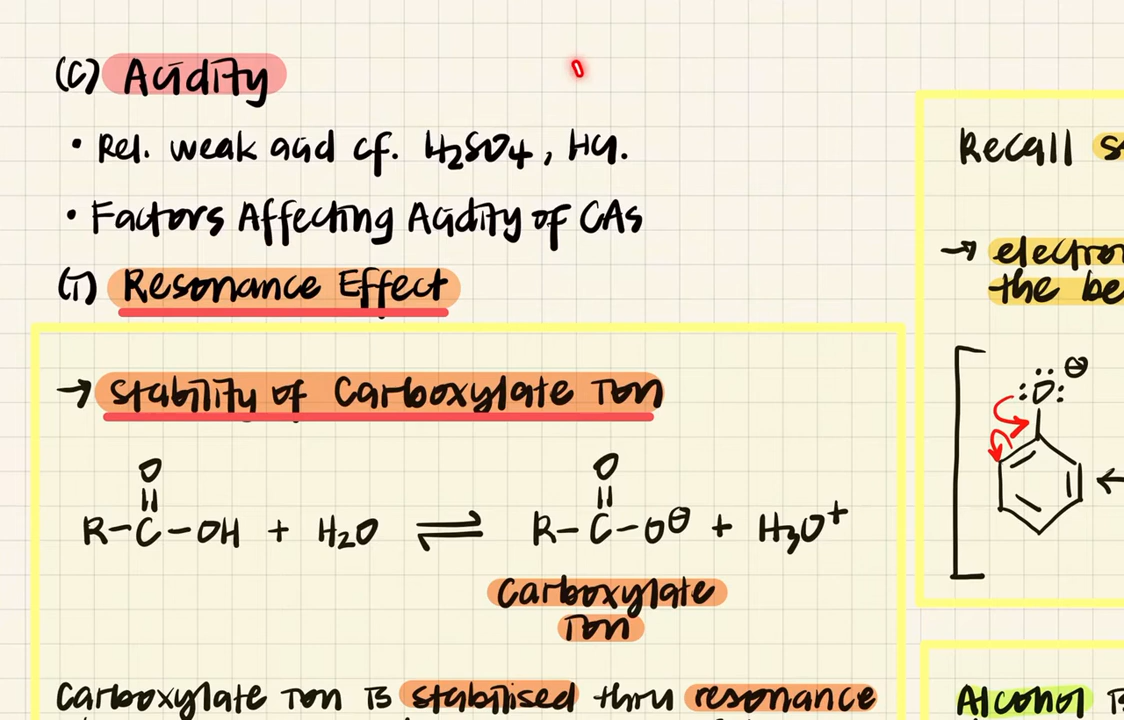 (C) Acidity
• Rel. weak acid cf. H₂SO₄, HCl.
• Factors Affecting Acidity of CAs
(I) Resonance Effect
→ Stability of Carboxylate Ion
O
R-C-OH + H₂O ⇌ R-C-O⊖ + H₃O⁺
O
Carboxylate
Ion
Carboxylate ion is stabilised thru resonance
Recall
→ electron
the be
:Ö: ⊖
Alcohol is